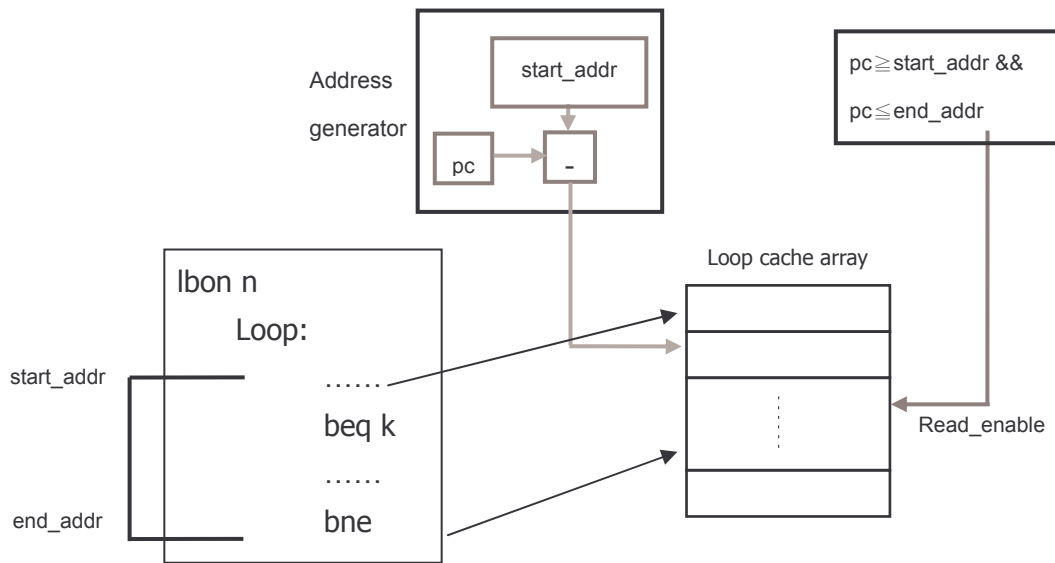 start_addr
Address
generator
pc
-
pc≧start_addr &&
pc≦end_addr
Loop cache array
lbon n
Loop:
start_addr
......
beq k
......
end_addr
bne
Read_enable